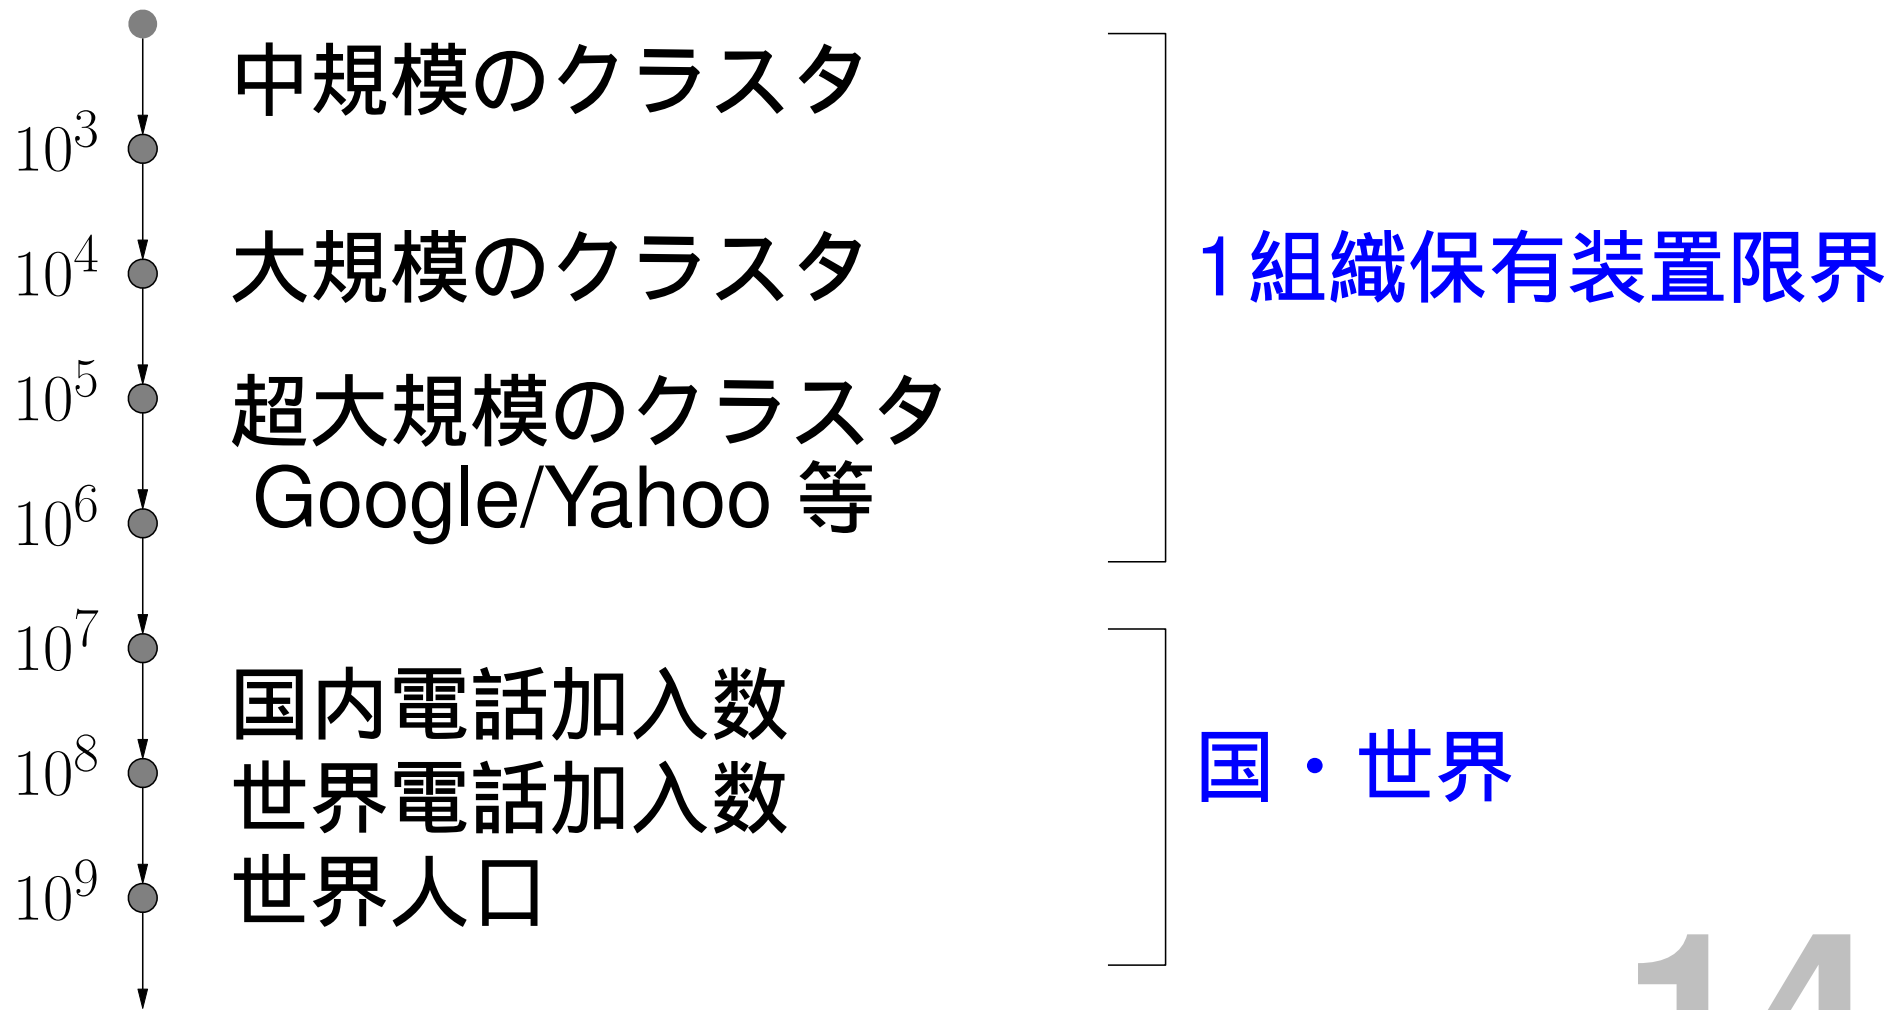 中規模のクラスタ
10³
大規模のクラスタ
10⁴
1組織保有装置限界
10⁵
超大規模のクラスタ
Google/Yahoo 等
10⁶
10⁷
国内電話加入数
国・世界
10⁸
世界電話加入数
世界人口
10⁹
14